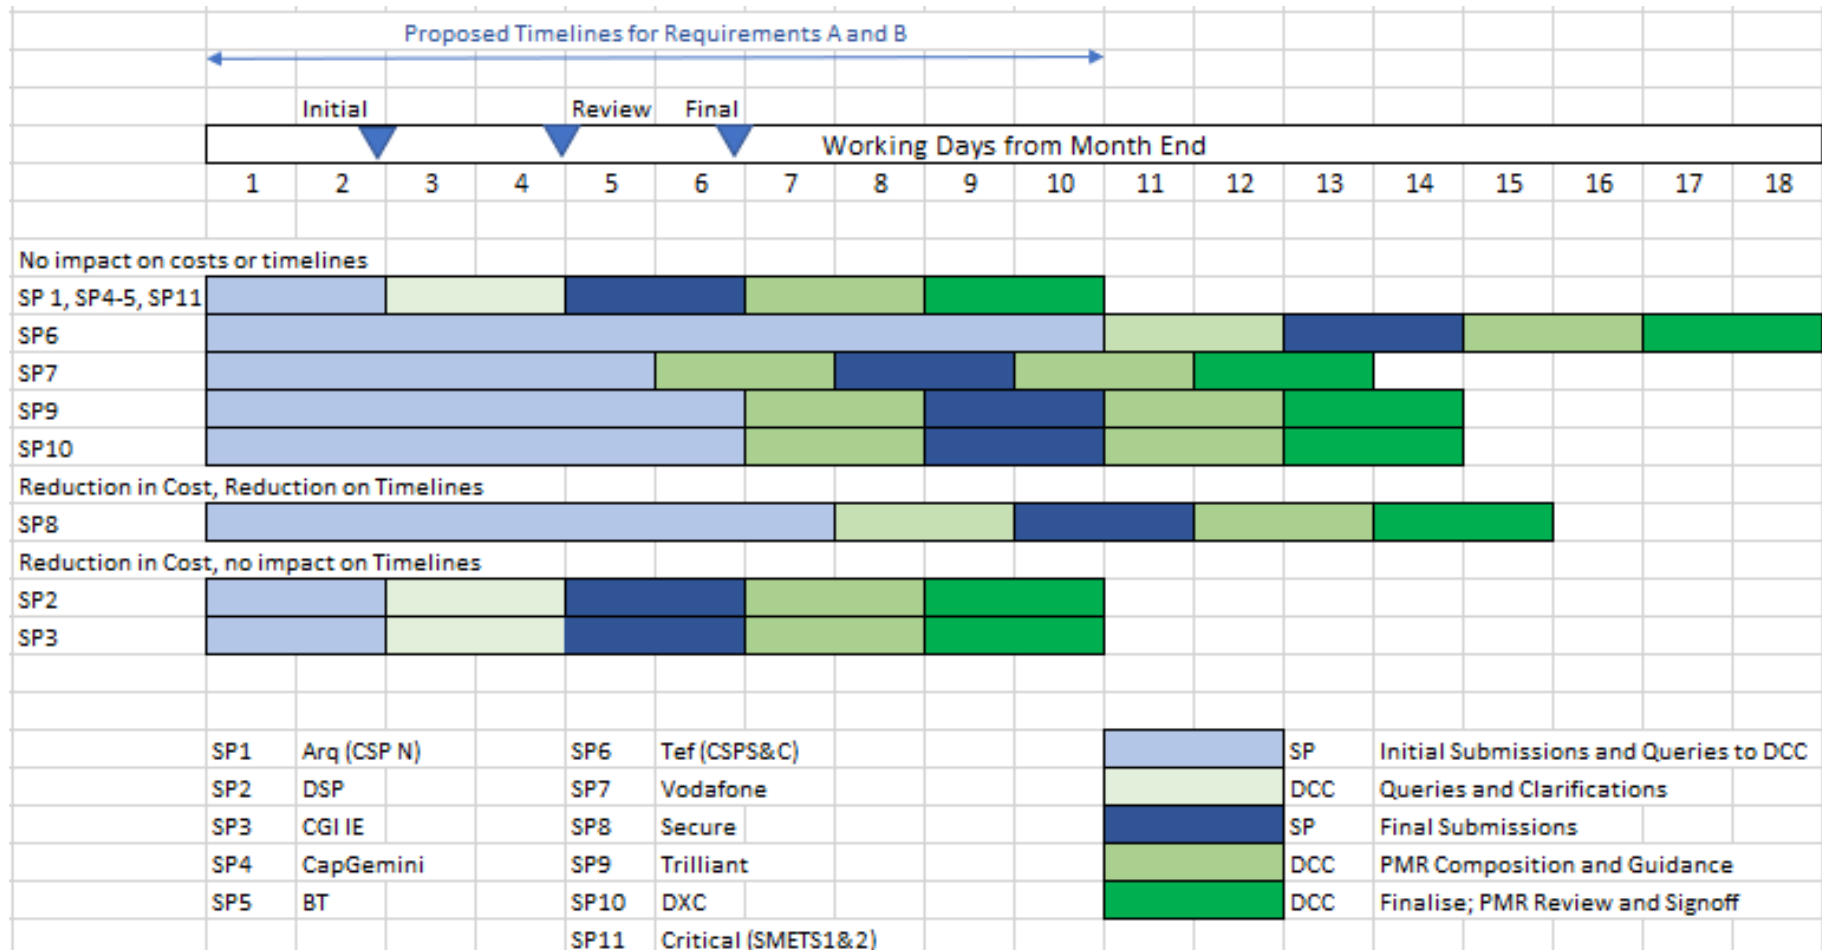 Proposed Timelines for Requirements A and B
Initial Review Final
Working Days from Month End
1 2 3 4 5 6 7 8 9 10 11 12 13 14 15 16 17 18
No impact on costs or timelines
SP 1, SP4-5, SP11
SP6
SP7
SP9
SP10
Reduction in Cost, Reduction on Timelines
SP8
Reduction in Cost, no impact on Timelines
SP2
SP3
SP1 Arq (CSP N) SP6 Tef (CSPS&C) SP Initial Submissions and Queries to DCC
SP2 DSP SP7 Vodafone DCC Queries and Clarifications
SP3 CGI IE SP8 Secure SP Final Submissions
SP4 CapGemini SP9 Trilliant DCC PMR Composition and Guidance
SP5 BT SP10 DXC DCC Finalise; PMR Review and Signoff
SP11 Critical (SMETS1&2)